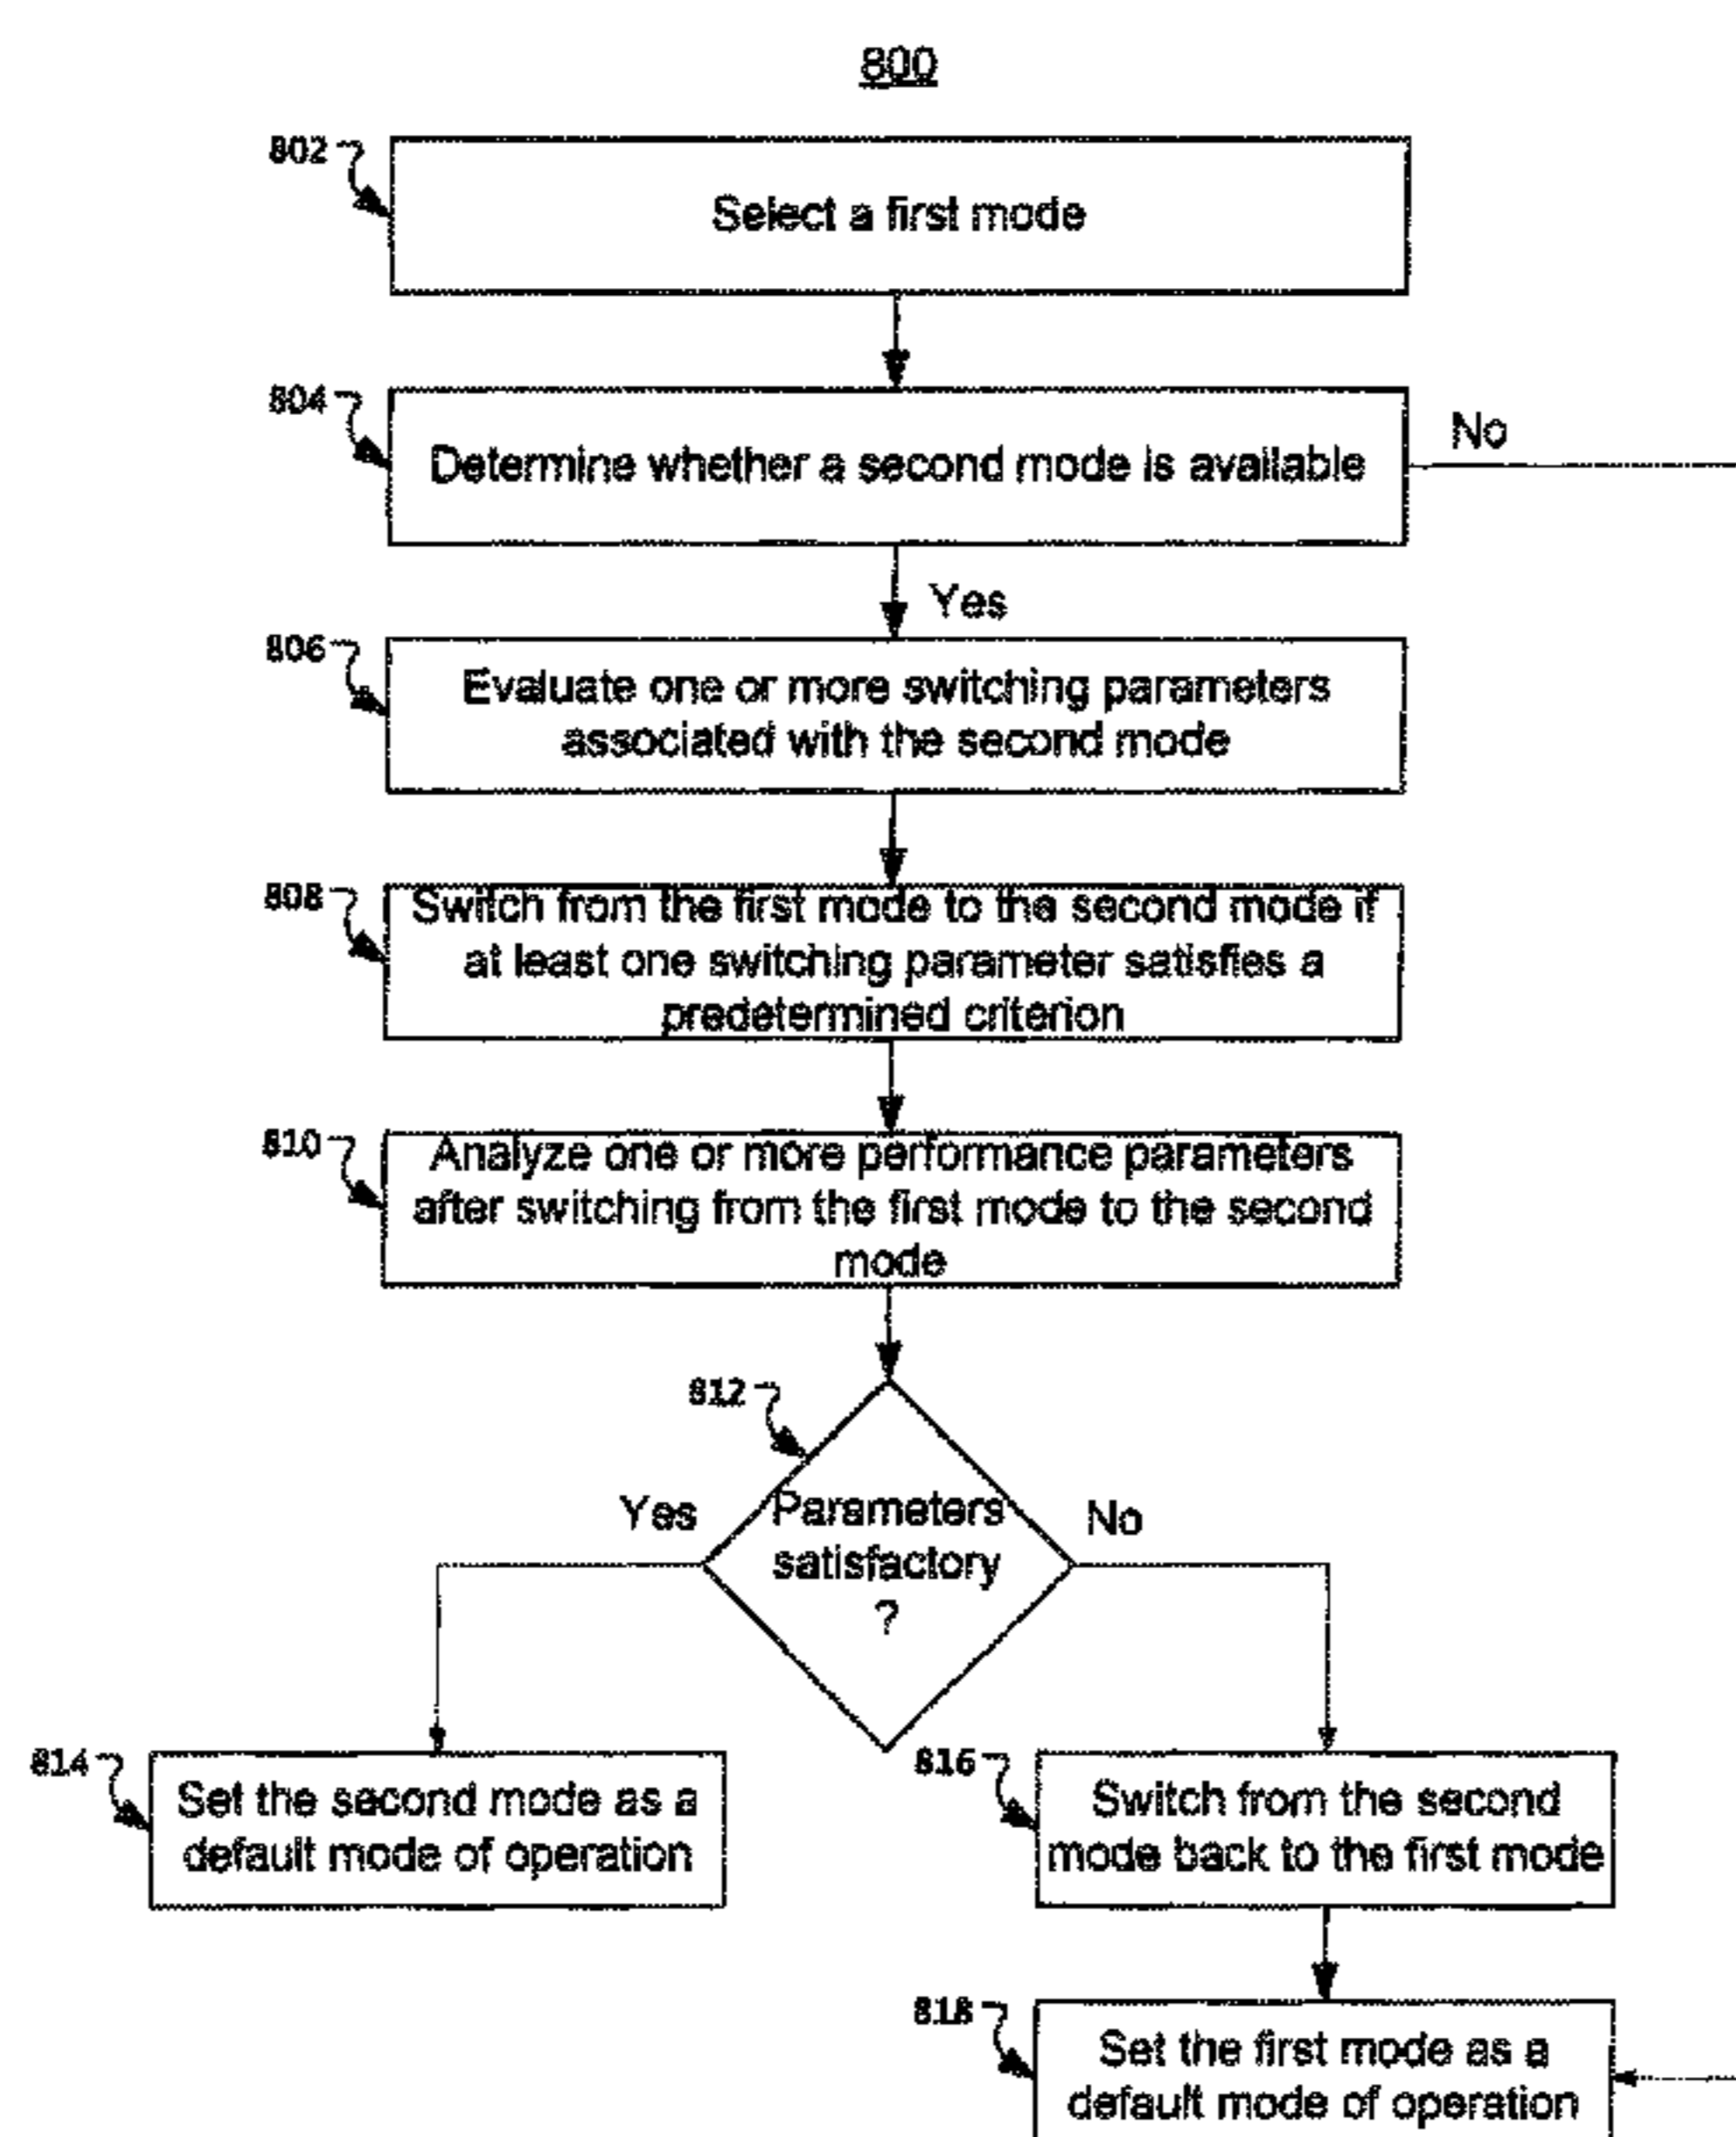 800
802
Select a first mode
804
Determine whether a second mode is available
No
Yes
806
Evaluate one or more switching parameters
associated with the second mode
808
Switch from the first mode to the second mode if
at least one switching parameter satisfies a
predetermined criterion
810
Analyze one or more performance parameters
after switching from the first mode to the second
mode
812
Yes
Parameters
satisfactory
?
No
814
Set the second mode as a
default mode of operation
816
Switch from the second
mode back to the first mode
818
Set the first mode as a
default mode of operation